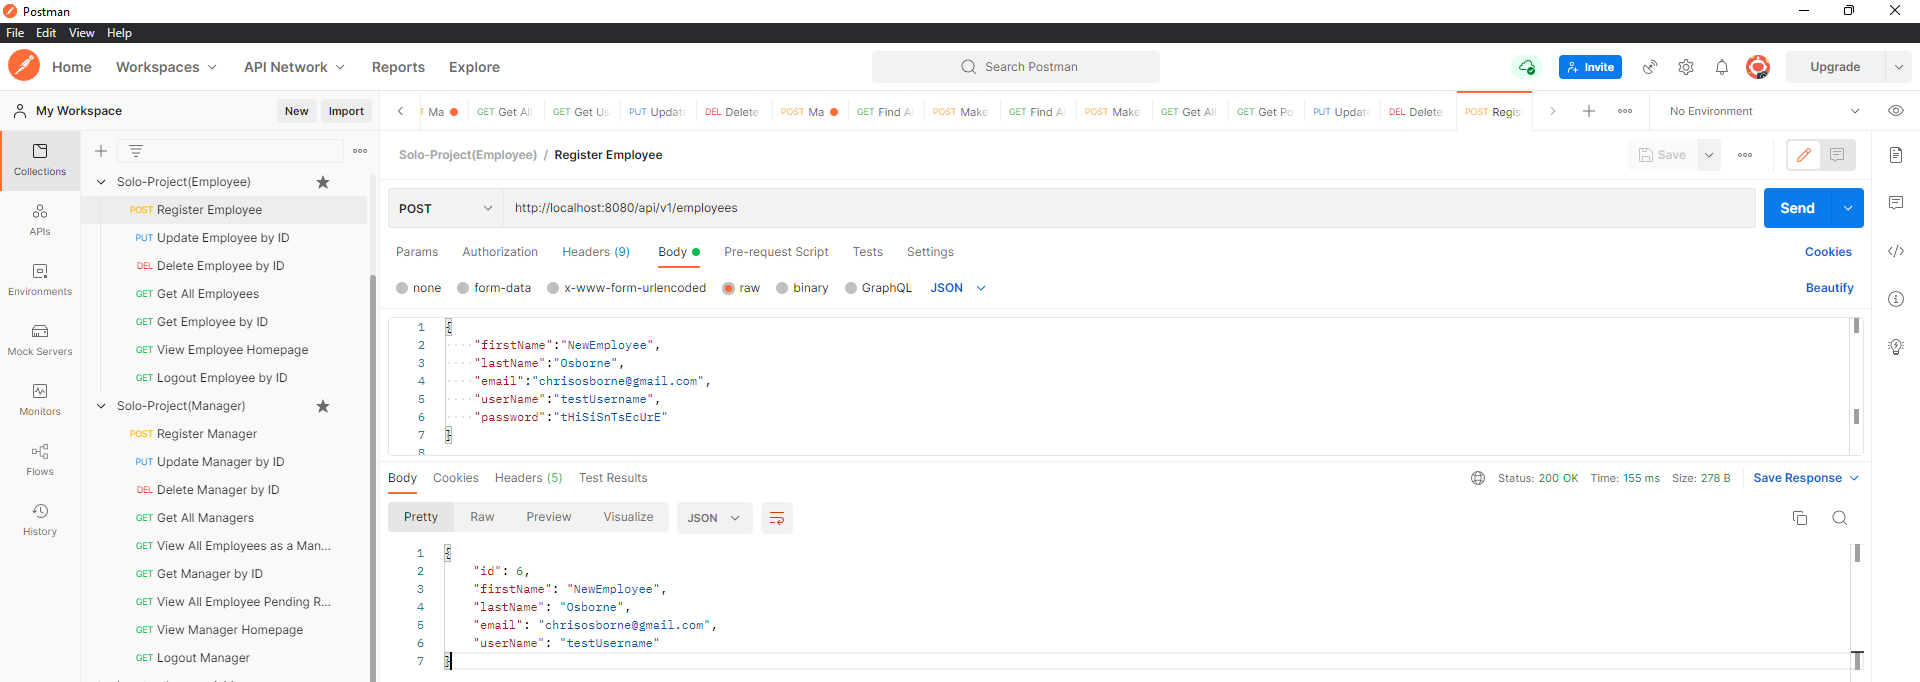 Postman
File Edit View Help
Home Workspaces API Network Reports Explore Search Postman Invite Upgrade
My Workspace New Import
Ma GET Get All GET Get Us PUT Update DEL Delete POST Ma GET Find Al POST Make GET Find Al POST Make GET Get All GET Get Po PUT Update DEL Delete POST Regis No Environment
Collections
APIs
Environments
Mock Servers
Monitors
Flows
History
Solo-Project(Employee)
POST Register Employee
PUT Update Employee by ID
DEL Delete Employee by ID
GET Get All Employees
GET Get Employee by ID
GET View Employee Homepage
GET Logout Employee by ID
Solo-Project(Manager)
POST Register Manager
PUT Update Manager by ID
DEL Delete Manager by ID
GET Get All Managers
GET View All Employees as a Man...
GET Get Manager by ID
GET View All Employee Pending R...
GET View Manager Homepage
GET Logout Manager
Solo-Project(Employee) / Register Employee Save
POST http://localhost:8080/api/v1/employees Send
Params Authorization Headers (9) Body Pre-request Script Tests Settings Cookies
none form-data x-www-form-urlencoded raw binary GraphQL JSON Beautify
1 {
2 "firstName":"NewEmployee",
3 "lastName":"Osborne",
4 "email":"chrisosborne@gmail.com",
5 "userName":"testUsername",
6 "password":"tHiSiSnTsEcUrE"
7 }
8
Body Cookies Headers (5) Test Results Status: 200 OK Time: 155 ms Size: 278 B Save Response
Pretty Raw Preview Visualize JSON
1 {
2 "id": 6,
3 "firstName": "NewEmployee",
4 "lastName": "Osborne",
5 "email": "chrisosborne@gmail.com",
6 "userName": "testUsername"
7 }